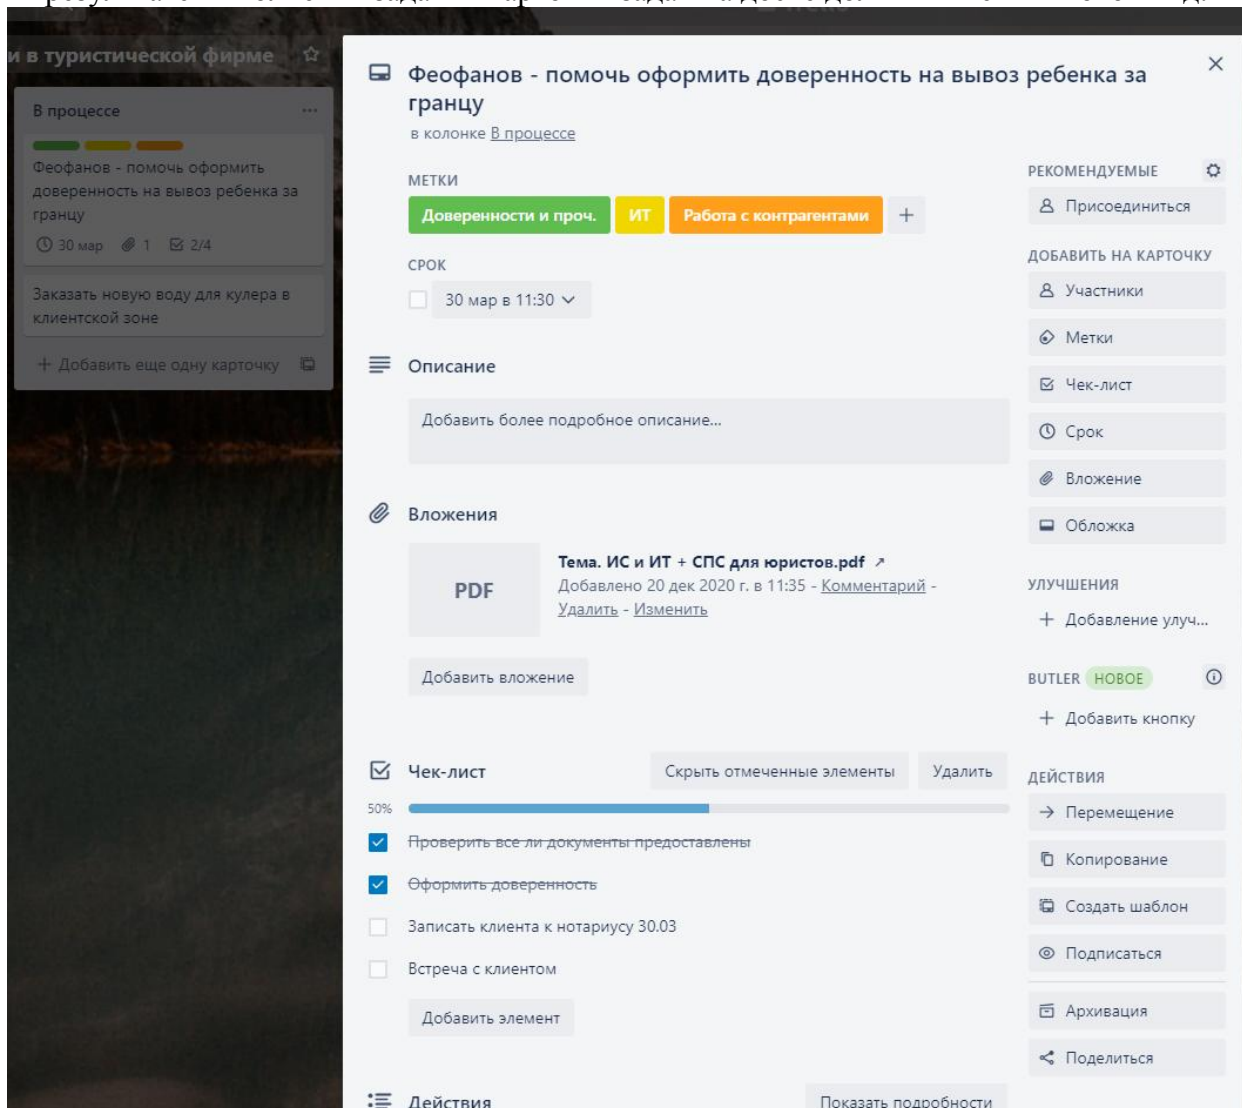 и в туристической фирме
В процессе
Феофанов - помочь оформить
доверенность на вывоз ребенка за
гранцу
30 мар 1 2/4
Заказать новую воду для кулера в
клиентской зоне
+ Добавить еще одну карточку
Феофанов - помочь оформить доверенность на вывоз ребенка за
гранцу
в колонке В процессе
МЕТКИ
Доверенности и проч. ИТ Работа с контрагентами +
СРОК
30 мар в 11:30
Описание
Добавить более подробное описание...
Вложения
PDF
Тема. ИС и ИТ + СПС для юристов.pdf ↗
Добавлено 20 дек 2020 г. в 11:35 - Комментарий -
Удалить - Изменить
Добавить вложение
Чек-лист Скрыть отмеченные элементы Удалить
50%
Проверить все ли документы предоставлены
Оформить доверенность
Записать клиента к нотариусу 30.03
Встреча с клиентом
Добавить элемент
Действия Показать подробности
РЕКОМЕНДУЕМЫЕ
Присоединиться
ДОБАВИТЬ НА КАРТОЧКУ
Участники
Метки
Чек-лист
Срок
Вложение
Обложка
УЛУЧШЕНИЯ
+ Добавление улуч...
BUTLER НОВОЕ
+ Добавить кнопку
ДЕЙСТВИЯ
→ Перемещение
Копирование
Создать шаблон
Подписаться
Архивация
Поделиться